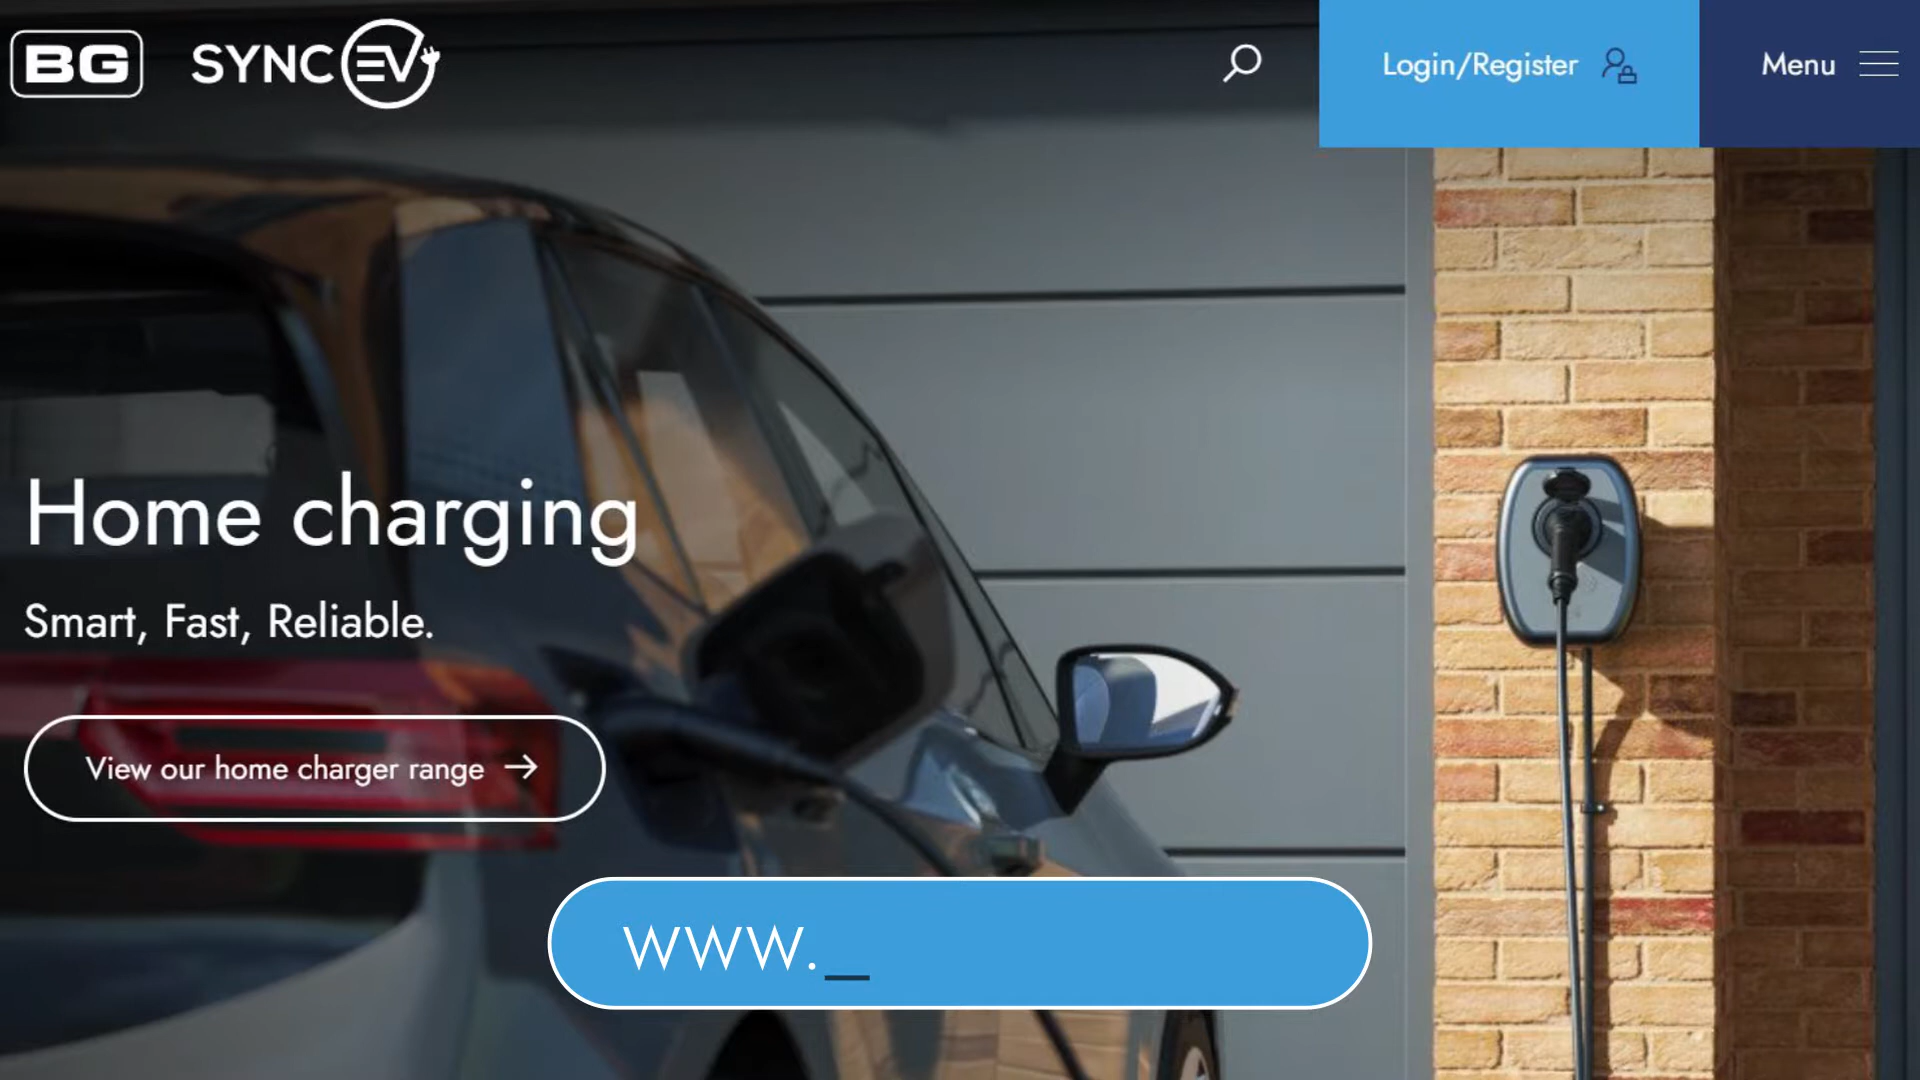 BG SYNC EV
Login/Register
Menu
Home charging
Smart, Fast, Reliable.
View our home charger range →
WWW._